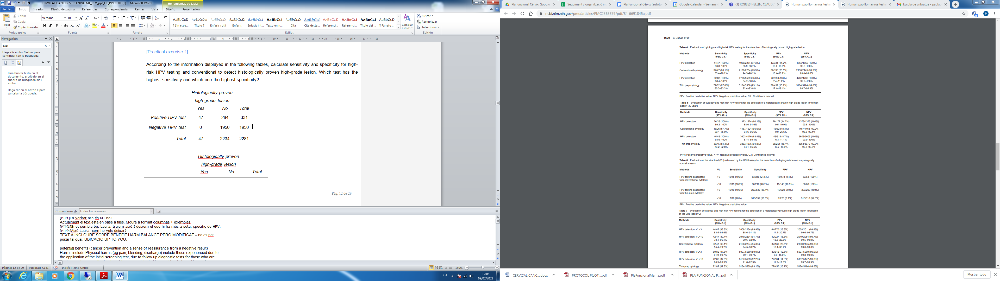 CERVICAL CANCER SCREENING M1_REV_ppt_LC_PPT31.01 (1) - Microsoft Word
Herramientas de tabla
Archivo Inicio Insertar Diseño de página Referencias Correspondencia Revisar Vista Diseño Presentación
Pegar
Cortar
Copiar
Copiar formato
Portapapeles
Verdana 10
Fuente
Párrafo
AaBbCcD AaBbCcDdI AaBbCcD AaBbCcD AaBbCcI AaBbCcI AaBbCcD AaBbCcI AABBCCD AABBCCI AABBCCI AaBbCcD
¶ Sin espa... Título 7 Énfasis sutil Énfasis Énfasis int... Texto en n... Cita Cita desta... Referenci... Referenci... Título del ... ¶ Párrafo ...
Estilos
Cambiar estilos
Buscar
Reemplazar
Seleccionar
Edición
Navegación
exer
Haga clic en las flechas para
continuar con la búsqueda
Para buscar texto en el
documento, escríbalo en el
cuadro de búsqueda más
arriba.
Haga clic en el botón X para
cancelar la búsqueda.
[Practical exercise 1]
According to the information displayed in the following tables, calculate sensitivity and specificity for high-
risk HPV testing and conventional to detect histologically proven high-grade lesion. Which test has the
highest sensitivity and which one the highest specificity?
Histologically proven
high-grade lesion
Yes No Total
Positive HPV test 47 284 331
Negative HPV test 0 1950 1950
Total 47 2234 2281
Histologically proven
high-grade lesion
Yes No Total
Pág. 12 de 29
Comentarios de: Todos los revisores
[PTP1]En veritat ara és M1 no?
Actualment el text esta en base a files. Moure a format columnas + exemples.
[PTP(3]Si et sembla bé, Laura, traiem això I deixem el que hi ha més a sota, specific de HPV.
[PTP(4]Això Laura, com ho vols deixar?
TEXT A INCLOURE SOBRE BENEFIT HARM BALANCE PERO MODIFICAT – no es pot
posar tal qual. UBICACIO UP TO YOU.
potential benefits (cancer prevention and a sense of reassurance from a negative result)
Harms include Physical harms (eg pain, bleeding, discharge) include those experienced due to
the application of the initial screening test, due to follow up diagnostic tests for those who are
Página: 12 de 29 Palabras: 7.151 Inglés (Reino Unido) 130%
CA 12:08
02/02/2021
Pla funcional Cèrvix: Google Seguiment / organització int Pla Funcional Cèrvix (autoto Google Calendar - Semana (3) ROBLES HELLIN, CLAUDI Human papillomavirus testi Human papillomavirus testi Escola de cribratge - paulap
ncbi.nlm.nih.gov/pmc/articles/PMC2363679/pdf/84-6691845a.pdf
1620 C Clavel et al
Table 4 Evaluation of cytology and high-risk HPV testing for the detection of histologically proven high-grade lesion
Methods Sensitivity Specificity PPV NPV
(95% C.I.) (95% C.I.) (95% C.I.) (95% C.I.)
HPV detection 47/47 (100%) 1950/2234 (87.3%) 47/331 (14.2%) 1950/1950 (100%)
93.8–100% 85.9–88.7% 10.4–18.0% 99.8–100%
Conventional cytology 32/47 (68.1%) 2130/2234 (95.3%) 32/136 (23.5%) 2130/2145 (99.3%)
55.4–79.2% 94.5–96.2% 16.4–30.7% 99.0–99.6%
HPV detection 82/82 (100%) 4768/5569 (85.6%) 82/883 (9.3%) 4768/4768 (100%)
96.4–100% 84.7–86.5% 7.4–11.2% 99.9–100%
Thin prep cytology 72/82 (87.8%) 5184/5569 (93.1%) 72/457 (15.7%) 5184/5194 (99.8%)
80.3–93.3% 92.4–93.8% 12.4–19.1% 99.7–99.9%
PPV: Positive predictive value, NPV: Negative predictive value, C.I.: Confidence interval.
Table 5 Evaluation of cytology and high-risk HPV testing for the detection of a histologically proven high-grade lesion in women
aged > 30 years
Methods Sensitivity Specificity PPV NPV
(95% C.I.) (95% C.I.) (95% C.I.) (95% C.I.)
HPV detection 26/26 (100%) 1373/1524 (90.1%) 26/177 (14.7%) 1373/1373 (100%)
89.2–100% 88.6–91.6% 9.5–19.9% 99.8–100%
Conventional cytology 15/26 (57.7%) 1457/1524 (95.6%) 15/82 (18.3%) 1457/1468 (99.2%)
39.1–75.0% 94.6–96.6% 9.9–26.6% 98.5–99.4%
HPV detection 45/45 (100%) 3603/4076 (88.4%) 45/518 (8.7%) 3603/3603 (100%)
93.6–100% 87.4–89.4% 6.3–11.1% 99.9–100%
Thin prep cytology 38/45 (84.4%) 3863/4076 (94.8%) 38/251 (15.1%) 3863/3870 (99.8%)
73.2–92.8% 94.1–95.5% 10.7–19.6% 99.5–99.8%
PPV: Positive predictive value, NPV: Negative predictive value, C.I.: Confidence Interval.
Table 6 Evaluation of the viral load (VL) estimated by the HC-II assay for the detection of a high-grade lesion in cytologically
normal smears
Methods VL Sensitivity Specificity PPV NPV
HPV testing associated >3 15/15 (100%) 53/216 (24.5%) 15/178 (8.4%) 53/53 (100%)
with conventional cytology
>10 15/15 (100%) 88/216 (40.7%) 15/143 (10.5%) 88/88 (100%)
HPV testing associated >3 10/10 (100%) 203/532 (38.1%) 10/329 (2.9%) 203/203 (100%)
with thin prep cytology
>10 7/10 (70%) 313/532 (58.8%) 7/226 (3.1%) 313/316 (99.0%)
PPV: Positive predictive value; NPV: Negative predictive value.
Table 7 Evaluation of cytology and high-risk HPV testing for the detection of a histologically proven high-grade lesion in function
of the viral load (VL)
Methods Sensitivity Specificity PPV NPV
(95% C.I.) (95% C.I.) (95% C.I.) (95% C.I.)
HPV detection. VL>3 44/47 (93.6%) 2008/2234 (89.9%) 44/270 (16.3%) 2008/2011 (99.8%)
83.5–98.6% 88.6–91.1% 11.2–20.7% 99.6–99.7%
HPV detection. VL>10 42/47 (89.4%) 2049/2234 (91.7%) 42/227 (18.5%) 2049/2054 (99.7%)
78.4–96.1% 90.6–92.9% 13.5–23.6% 99.5–99.9%
Conventional cytology 32/47 (68.1%) 2130/2234 (95.3%) 32/136 (23.5%) 2130/2145 (99.3%)
55.4–79.2% 94.5–96.2% 16.4–30.7% 99.0–99.6%
HPV detection. VL>3 80/82 (97.6%) 5007/5569 (89.9%) 80/642 (12.5%) 5007/5009 (99.9%)
91.9–99.7% 89.1–90.7% 9.9–15.0% 99.8–99.9%
HPV detection. VL>10 72/82 (87.8%) 5137/5569 (92.2%) 72/504 (14.3%) 5137/5147 (99.8%)
80.3–93.3% 91.6–92.9% 11.2–17.3% 99.7–99.9%
Thin prep cytology 72/82 (87.8%) 5184/5569 (93.1%) 72/457 (15.7%) 5184/5194 (99.8%)
CERVICAL CANC....docx PROTOCOL PILOT....pdf PlaFuncionalMama.pdf PLA FUNCIONAL P....pdf Mostrar todo